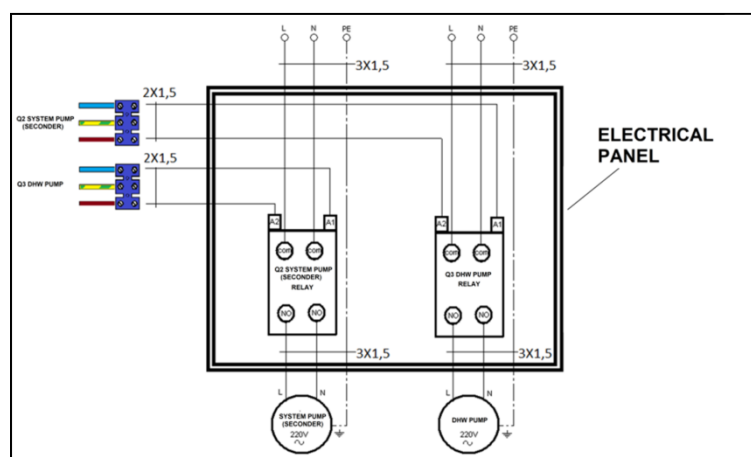 L N PE
L N PE
3X1,5
3X1,5
2X1,5
Q2 SYSTEM PUMP
(SECONDER)
2X1,5
Q3 DHW PUMP
ELECTRICAL
PANEL
A2 A1
A2 A1
com com
com com
Q2 SYSTEM PUMP
(SECONDER)
RELAY
Q3 DHW PUMP
RELAY
NO NO
NO NO
3X1,5
3X1,5
L N
L N
SYSTEM PUMP
(SECONDER)
220V
DHW PUMP
220V